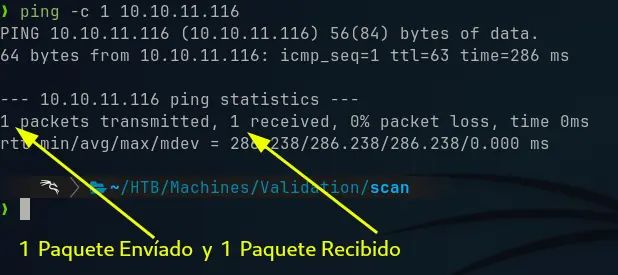 ❯ ping -c 1 10.10.11.116
PING 10.10.11.116 (10.10.11.116) 56(84) bytes of data.
64 bytes from 10.10.11.116: icmp_seq=1 ttl=63 time=286 ms
--- 10.10.11.116 ping statistics ---
1 packets transmitted, 1 received, 0% packet loss, time 0ms
rtt min/avg/max/mdev = 286.238/286.238/286.238/0.000 ms
~/HTB/Machines/Validation/scan
❯
1 Paquete Envíado y 1 Paquete Recibido